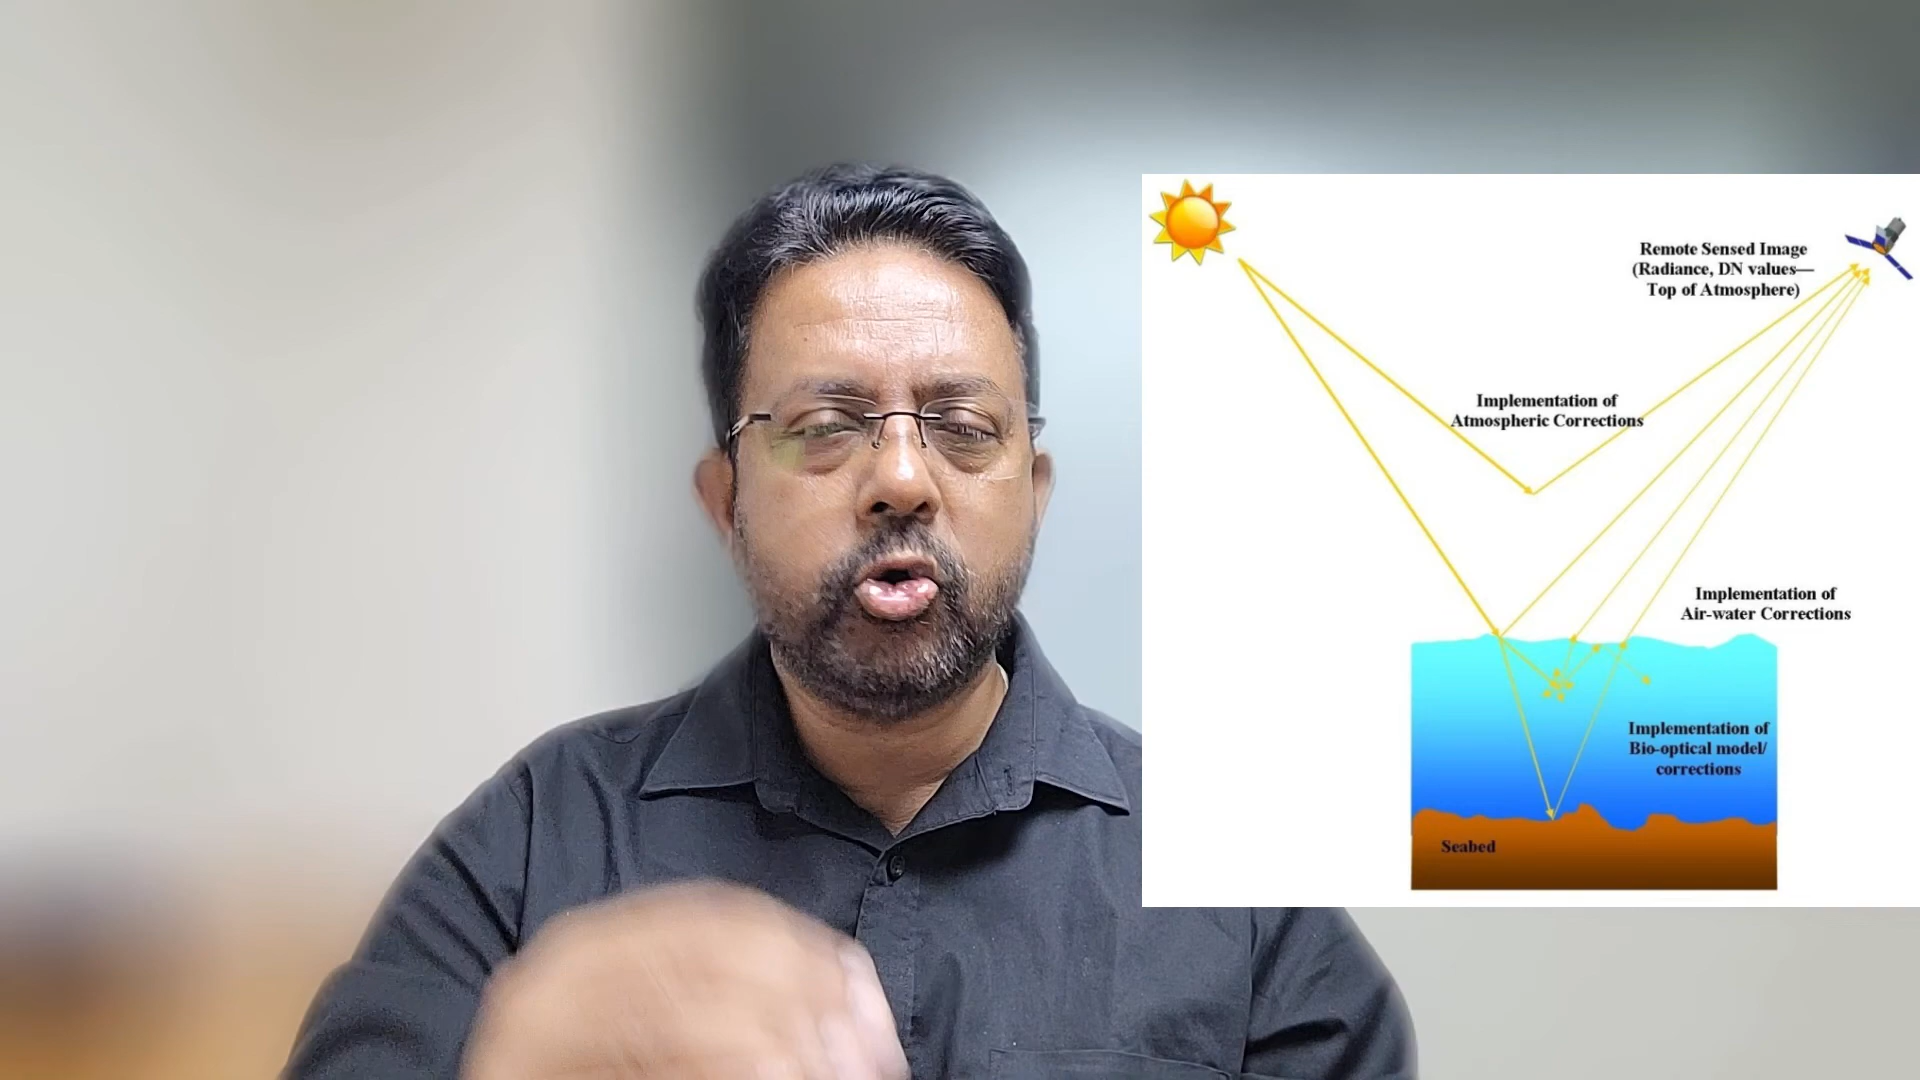 Remote Sensed Image
(Radiance, DN values—
Top of Atmosphere)
Implementation of
Atmospheric Corrections
Implementation of
Air-water Corrections
Implementation of
Bio-optical model/
corrections
Seabed